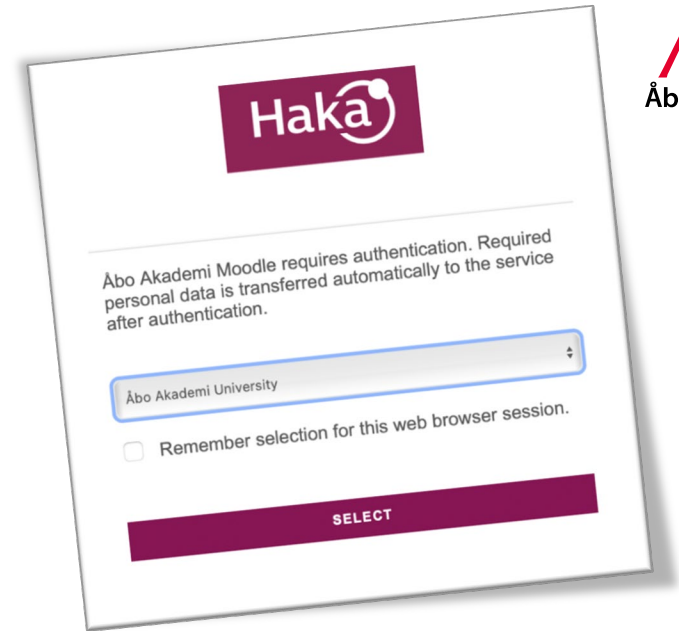 Haka
Åb
Åbo Akademi Moodle requires authentication. Required
personal data is transferred automatically to the service
after authentication.
Åbo Akademi University
Remember selection for this web browser session.
SELECT